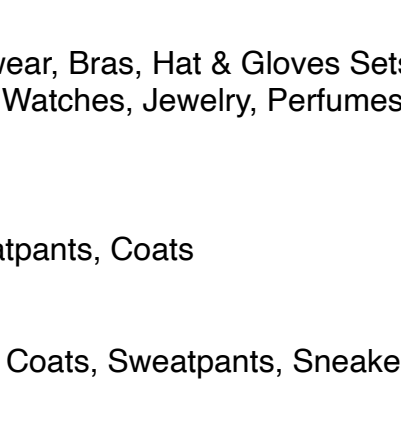 wear, Bras, Hat & Gloves Sets
Watches, Jewelry, Perfumes
atpants, Coats
Coats, Sweatpants, Sneake